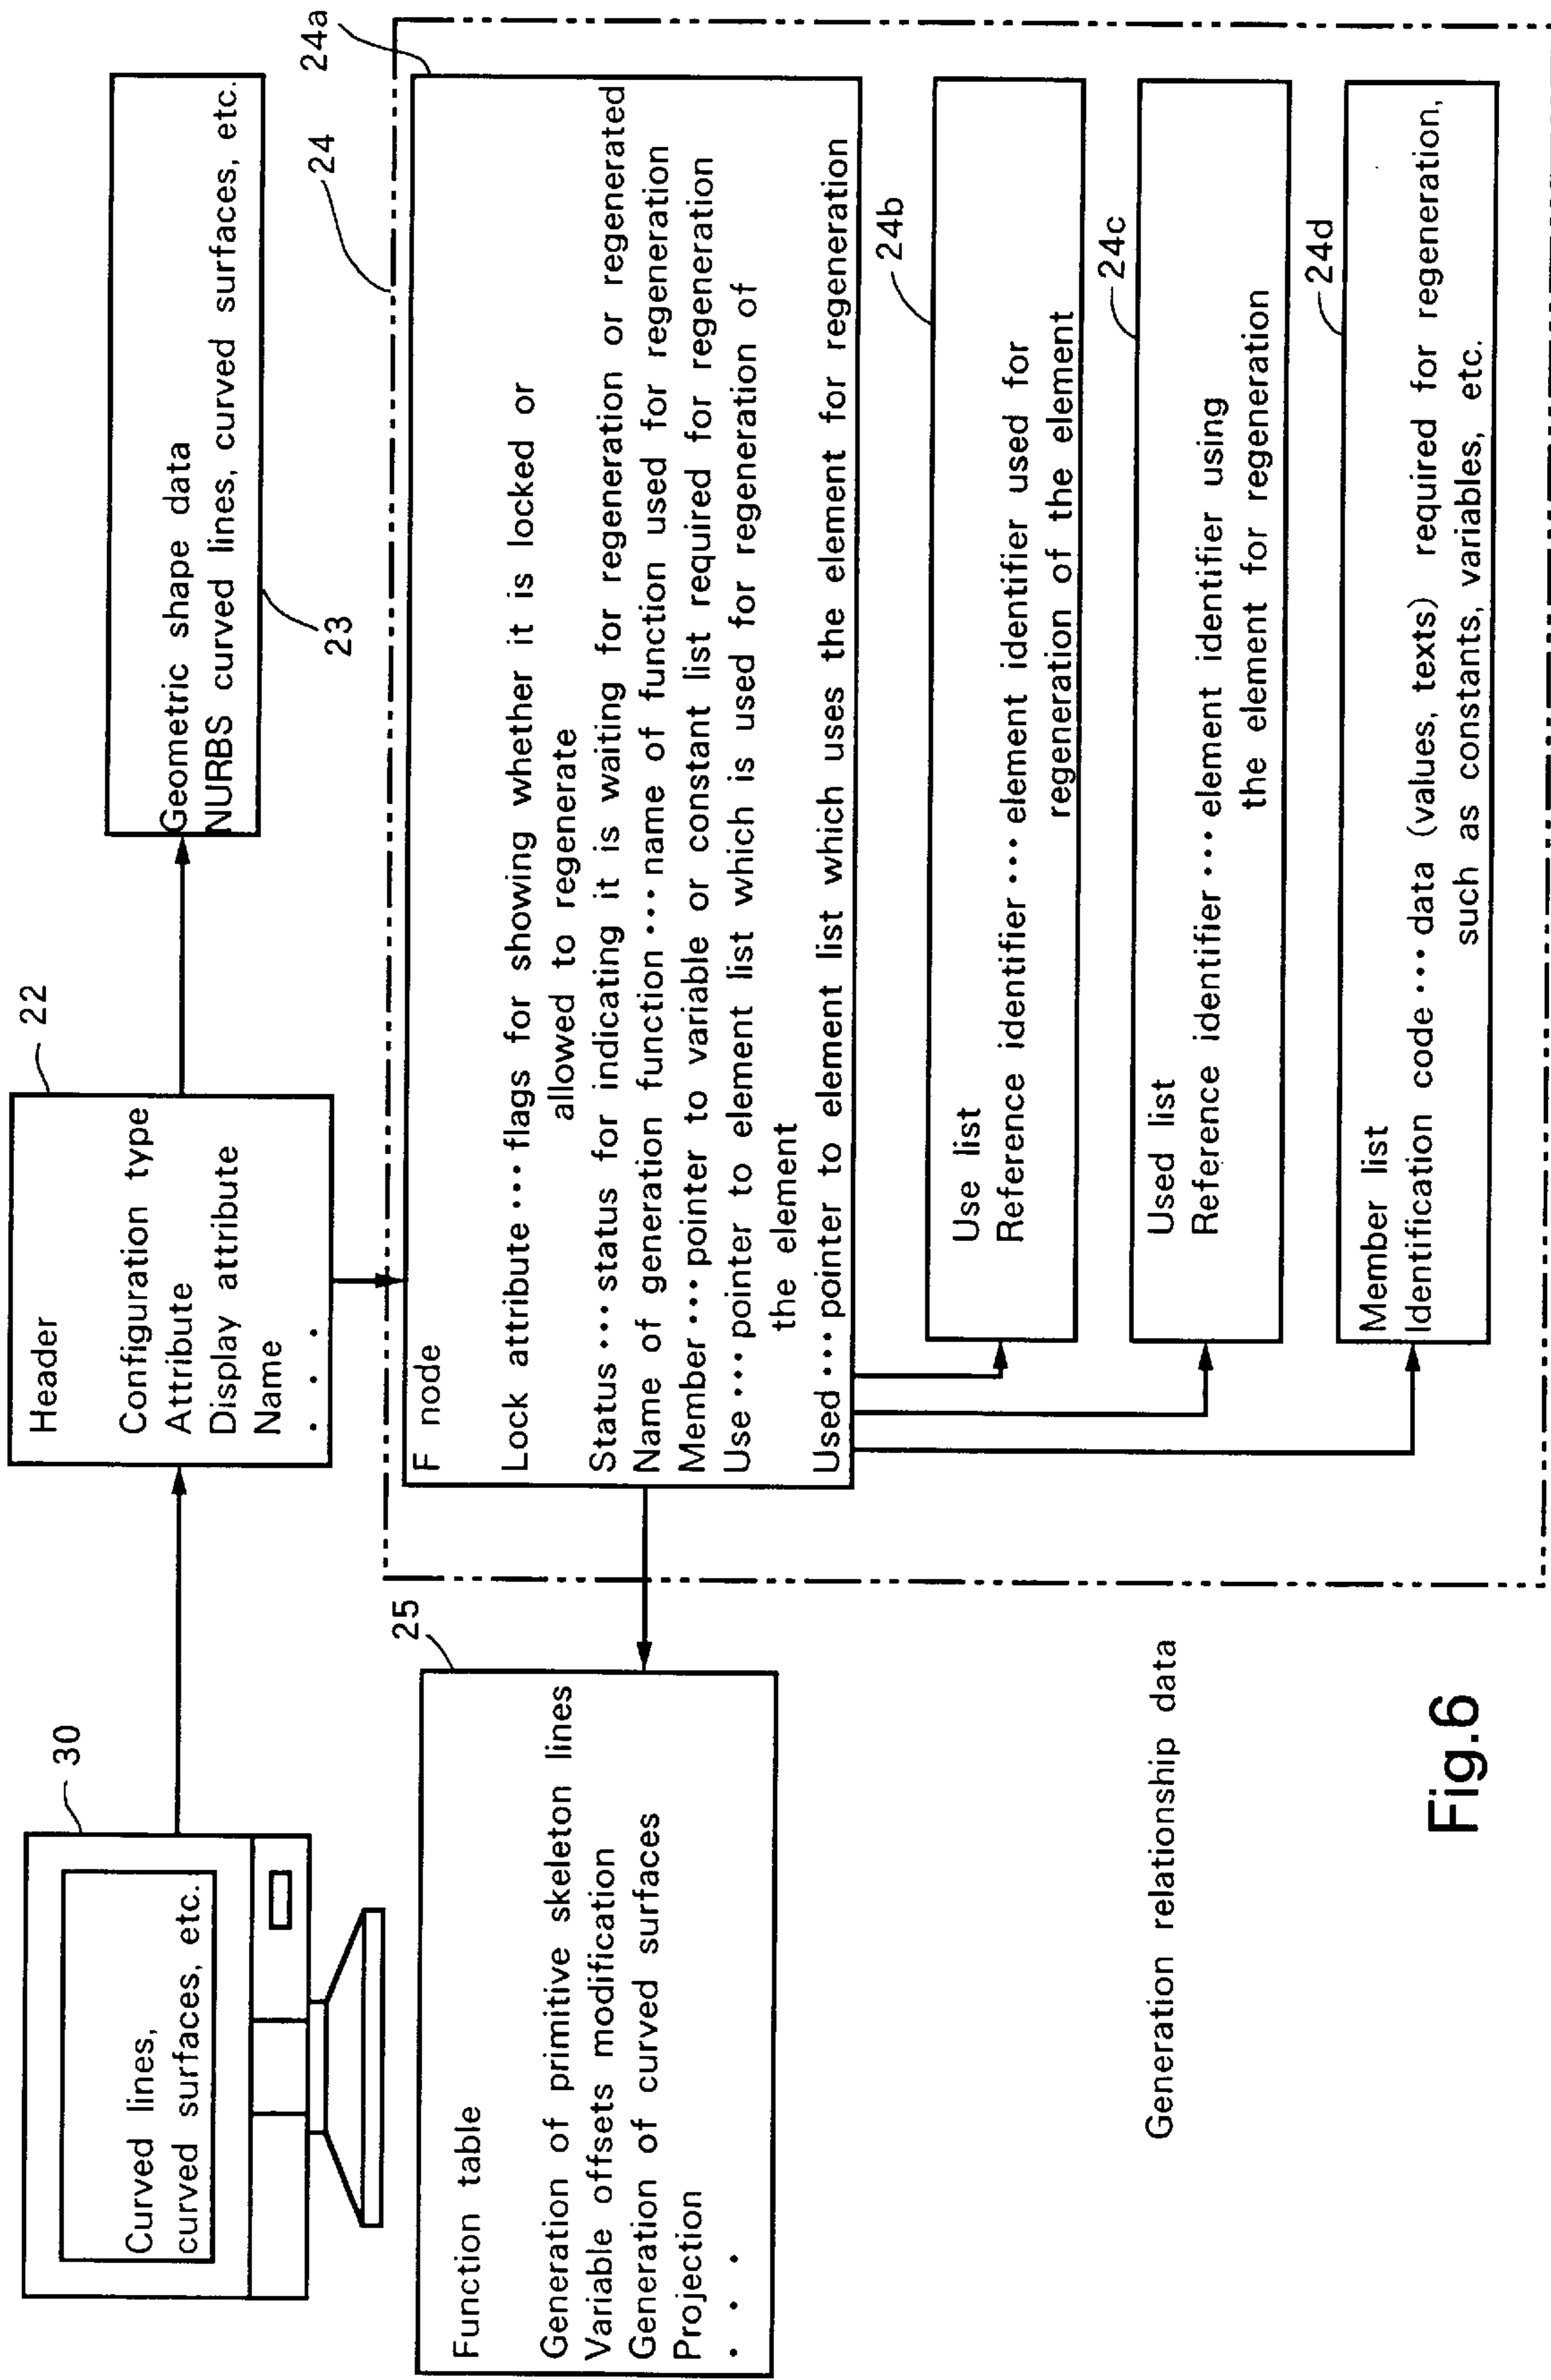 30
Curved lines,
curved surfaces, etc.
22
Header
Configuration type
Attribute
Display attribute
Name
. . .
Geometric shape data
NURBS curved lines, curved surfaces, etc.
23
25
Function table
Generation of primitive skeleton lines
Variable offsets modification
Generation of curved surfaces
Projection
. . .
24
24a
F node
Lock attribute ··· flags for showing whether it is locked or
allowed to regenerate
Status ··· status for indicating it is waiting for regeneration or regenerated
Name of generation function ··· name of function used for regeneration
Member ··· pointer to variable or constant list required for regeneration
Use ··· pointer to element list which is used for regeneration of
the element
Used ··· pointer to element list which uses the element for regeneration
24b
Use list
Reference identifier ··· element identifier used for
regeneration of the element
24c
Used list
Reference identifier ··· element identifier using
the element for regeneration
24d
Member list
Identification code ··· data (values, texts) required for regeneration,
such as constants, variables, etc.
Generation relationship data
Fig.6